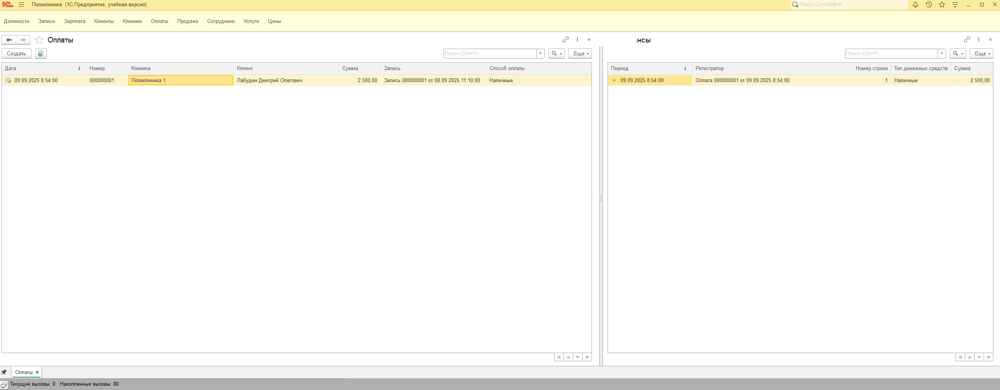 Поликлиника (1С:Предприятие, учебная версия)
Поиск Ctrl+Shift+F
Должности Записи Зарплата Клиенты Клиники Оплаты Продажи Сотрудники Услуги Цены
Оплаты
Создать
Поиск (Ctrl+F)
Еще
Дата Номер Клиника Клиент Сумма Запись Способ оплаты
09.09.2025 8:54:00 000000001 Поликлиника 1 Лабудин Дмитрий Олегович 2 500,00 Запись 000000001 от 08.09.2025 11:10:00 Наличные
нсы
Поиск (Ctrl+F)
Еще
Период Регистратор Номер строки Тип денежных средств Сумма
09.09.2025 8:54:00 Оплата 000000001 от 09.09.2025 8:54:00 1 Наличные 2 500,00
Оплаты
Текущие вызовы: 0 Накопленные вызовы: 80